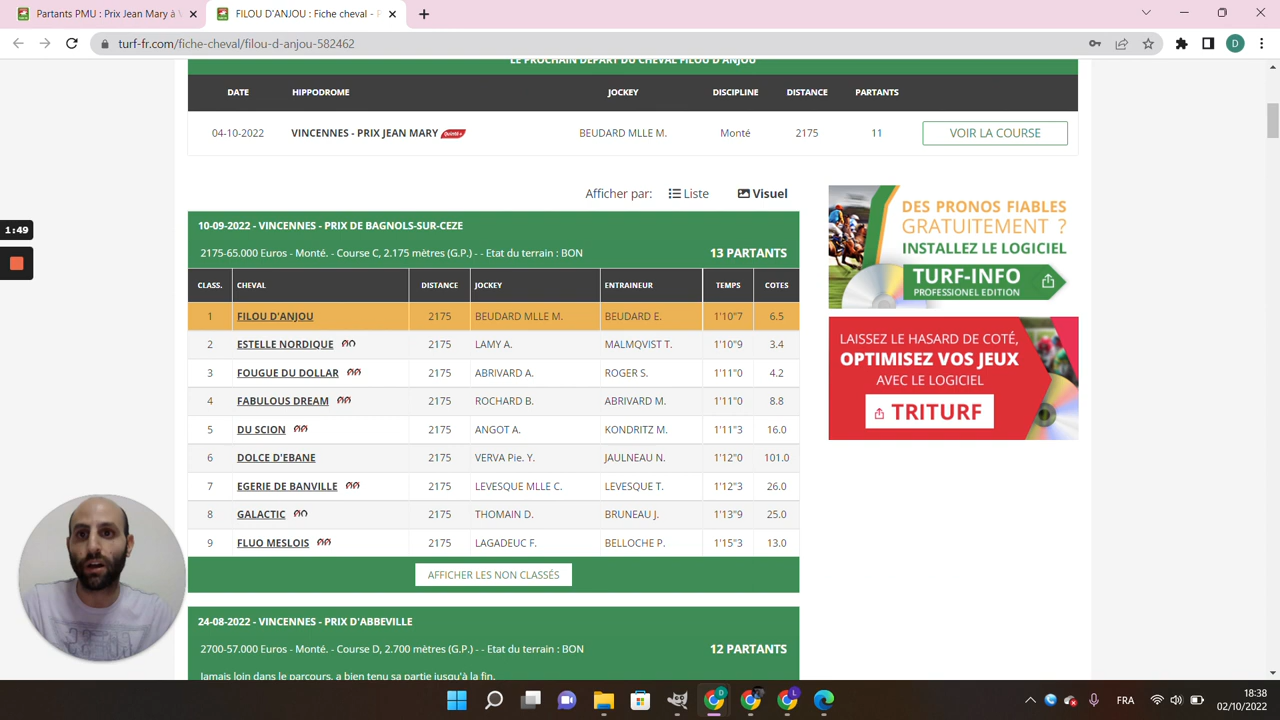 Partants PMU : Prix Jean Mary à V
FILOU D'ANJOU : Fiche cheval -
turf-fr.com/fiche-cheval/filou-d-anjou-582462
D
LE PROCHAIN DÉPART DU CHEVAL FILOU D'ANJOU
DATE HIPPODROME JOCKEY DISCIPLINE DISTANCE PARTANTS
04-10-2022 VINCENNES - PRIX JEAN MARY BEUDARD MLLE M. Monté 2175 11 VOIR LA COURSE
Afficher par: Liste Visuel
1:49
10-09-2022 - VINCENNES - PRIX DE BAGNOLS-SUR-CEZE
2175-65.000 Euros - Monté. - Course C, 2.175 mètres (G.P.) - - Etat du terrain : BON 13 PARTANTS
CLASS. CHEVAL DISTANCE JOCKEY ENTRAINEUR TEMPS COTES
1 FILOU D'ANJOU 2175 BEUDARD MLLE M. BEUDARD E. 1'10"7 6.5
2 ESTELLE NORDIQUE 2175 LAMY A. MALMQVIST T. 1'10"9 3.4
3 FOUGUE DU DOLLAR 2175 ABRIVARD A. ROGER S. 1'11"0 4.2
4 FABULOUS DREAM 2175 ROCHARD B. ABRIVARD M. 1'11"0 8.8
5 DU SCION 2175 ANGOT A. KONDRITZ M. 1'11"3 16.0
6 DOLCE D'EBANE 2175 VERVA Pie. Y. JAULNEAU N. 1'12"0 101.0
7 EGERIE DE BANVILLE 2175 LEVESQUE MLLE C. LEVESQUE T. 1'12"3 26.0
8 GALACTIC 2175 THOMAIN D. BRUNEAU J. 1'13"9 25.0
9 FLUO MESLOIS 2175 LAGADEUC F. BELLOCHE P. 1'15"3 13.0
AFFICHER LES NON CLASSÉS
24-08-2022 - VINCENNES - PRIX D'ABBEVILLE
2700-57.000 Euros - Monté. - Course D, 2.700 mètres (G.P.) - - Etat du terrain : BON 12 PARTANTS
Jamais loin dans le parcours, a bien tenu sa partie jusqu'à la fin.
DES PRONOS FIABLES
GRATUITEMENT ?
INSTALLEZ LE LOGICIEL
TURF-INFO
PROFESSIONEL EDITION
LAISSEZ LE HASARD DE COTÉ,
OPTIMISEZ VOS JEUX
AVEC LE LOGICIEL
TRITURF
D
L
FRA
18:38
02/10/2022